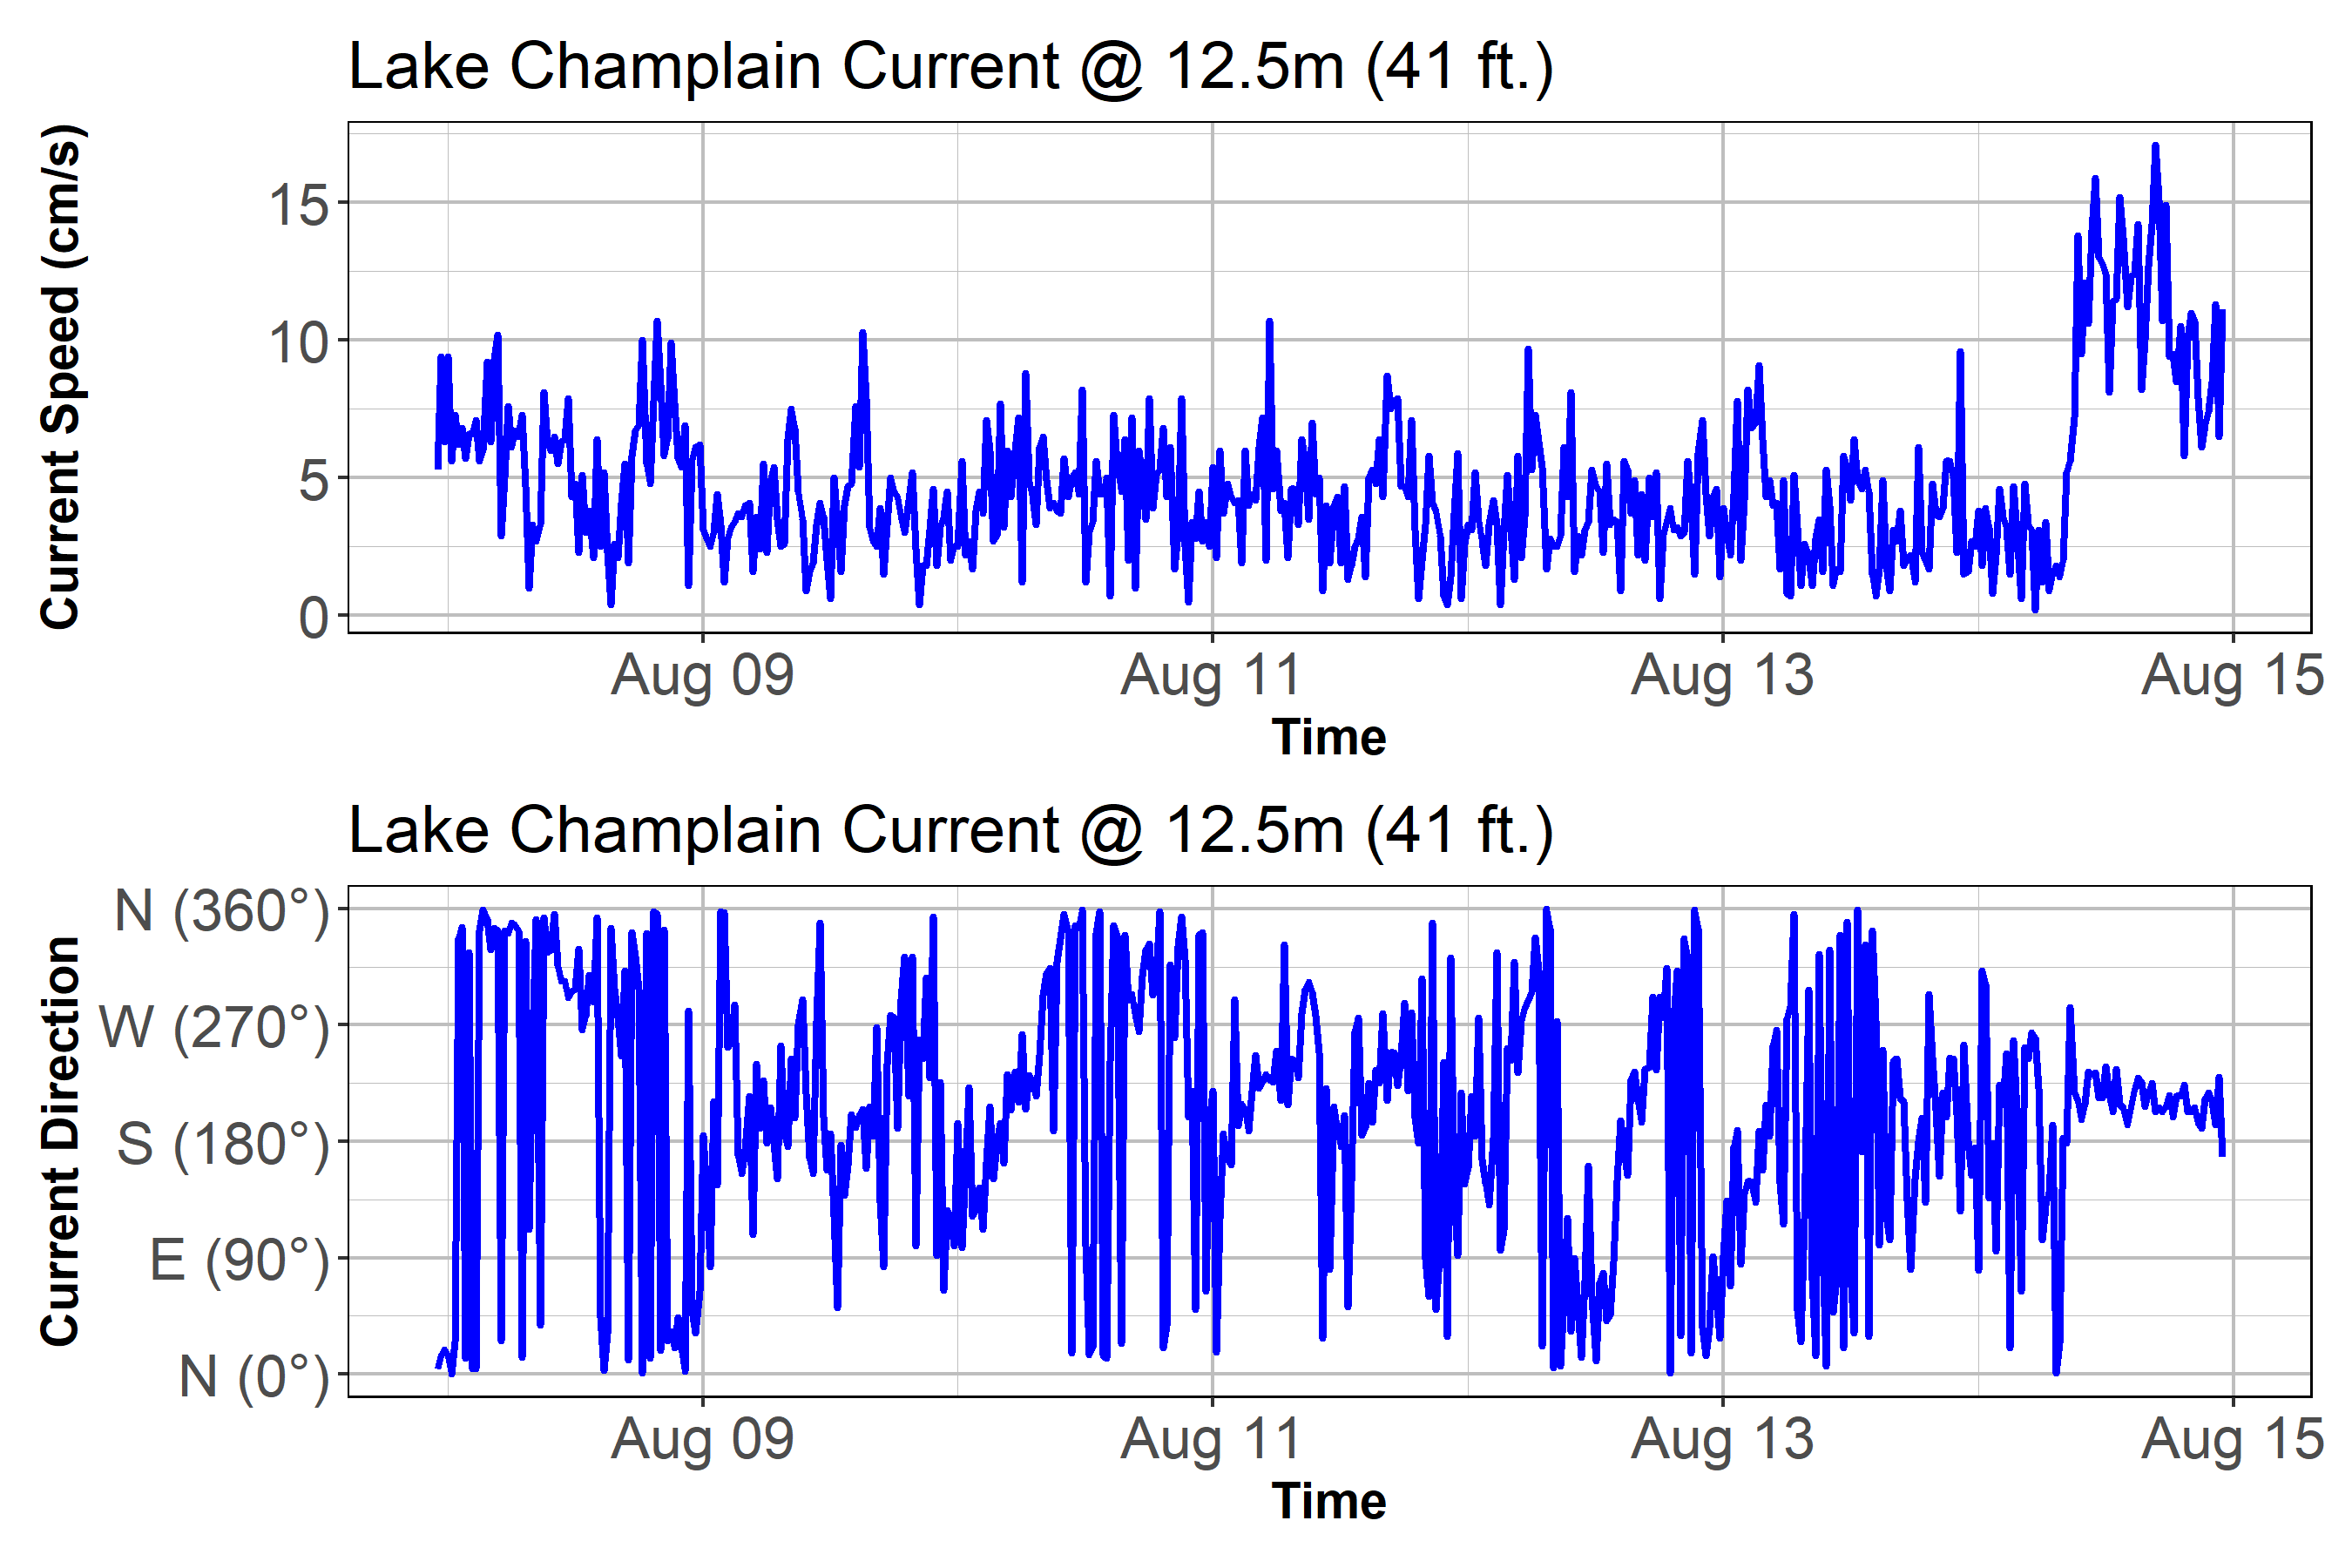 Lake Champlain Current @ 12.5m (41 ft.)
Current Speed (cm/s)
15
10
5
0
Aug 09 Aug 11 Aug 13 Aug 15
Time
Lake Champlain Current @ 12.5m (41 ft.)
Current Direction
N (360°)
W (270°)
S (180°)
E (90°)
N (0°)
Aug 09 Aug 11 Aug 13 Aug 15
Time